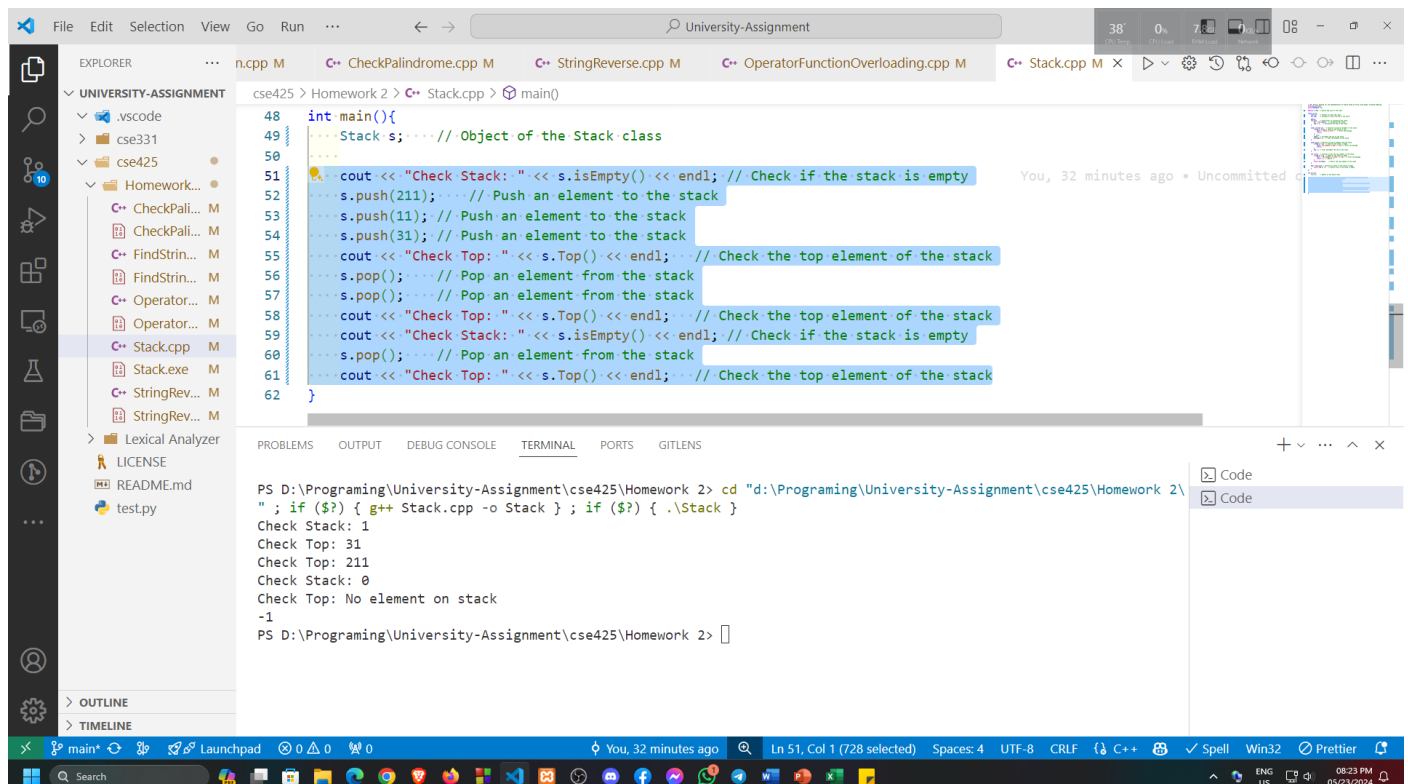 File Edit Selection View Go Run ··· University-Assignment
38° 0%
CPU Temp CPU Load RAM Load Network
EXPLORER ···
n.cpp M CheckPalindrome.cpp M StringReverse.cpp M OperatorFunctionOverloading.cpp M Stack.cpp M
UNIVERSITY-ASSIGNMENT
.vscode
cse331
cse425
Homework...
CheckPali... M
CheckPali... M
FindStrin... M
FindStrin... M
Operator... M
Operator... M
Stack.cpp M
Stack.exe M
StringRev... M
StringRev... M
Lexical Analyzer
LICENSE
README.md
test.py
OUTLINE
TIMELINE
10
cse425 > Homework 2 > Stack.cpp > main()
48 int main(){
49 Stack s; // Object of the Stack class
50
51 cout << "Check Stack: " << s.isEmpty() << endl; // Check if the stack is empty You, 32 minutes ago • Uncommitted c
52 s.push(211); // Push an element to the stack
53 s.push(11); // Push an element to the stack
54 s.push(31); // Push an element to the stack
55 cout << "Check Top: " << s.Top() << endl; // Check the top element of the stack
56 s.pop(); // Pop an element from the stack
57 s.pop(); // Pop an element from the stack
58 cout << "Check Top: " << s.Top() << endl; // Check the top element of the stack
59 cout << "Check Stack: " << s.isEmpty() << endl; // Check if the stack is empty
60 s.pop(); // Pop an element from the stack
61 cout << "Check Top: " << s.Top() << endl; // Check the top element of the stack
62 }
PROBLEMS OUTPUT DEBUG CONSOLE TERMINAL PORTS GITLENS
Code
Code
PS D:\Programing\University-Assignment\cse425\Homework 2> cd "d:\Programing\University-Assignment\cse425\Homework 2\
" ; if ($?) { g++ Stack.cpp -o Stack } ; if ($?) { .\Stack }
Check Stack: 1
Check Top: 31
Check Top: 211
Check Stack: 0
Check Top: No element on stack
-1
PS D:\Programing\University-Assignment\cse425\Homework 2>
main* Launchpad 0 0 0 You, 32 minutes ago Ln 51, Col 1 (728 selected) Spaces: 4 UTF-8 CRLF C++ Spell Win32 Prettier
Search ENG US 08:23 PM 05/23/2024